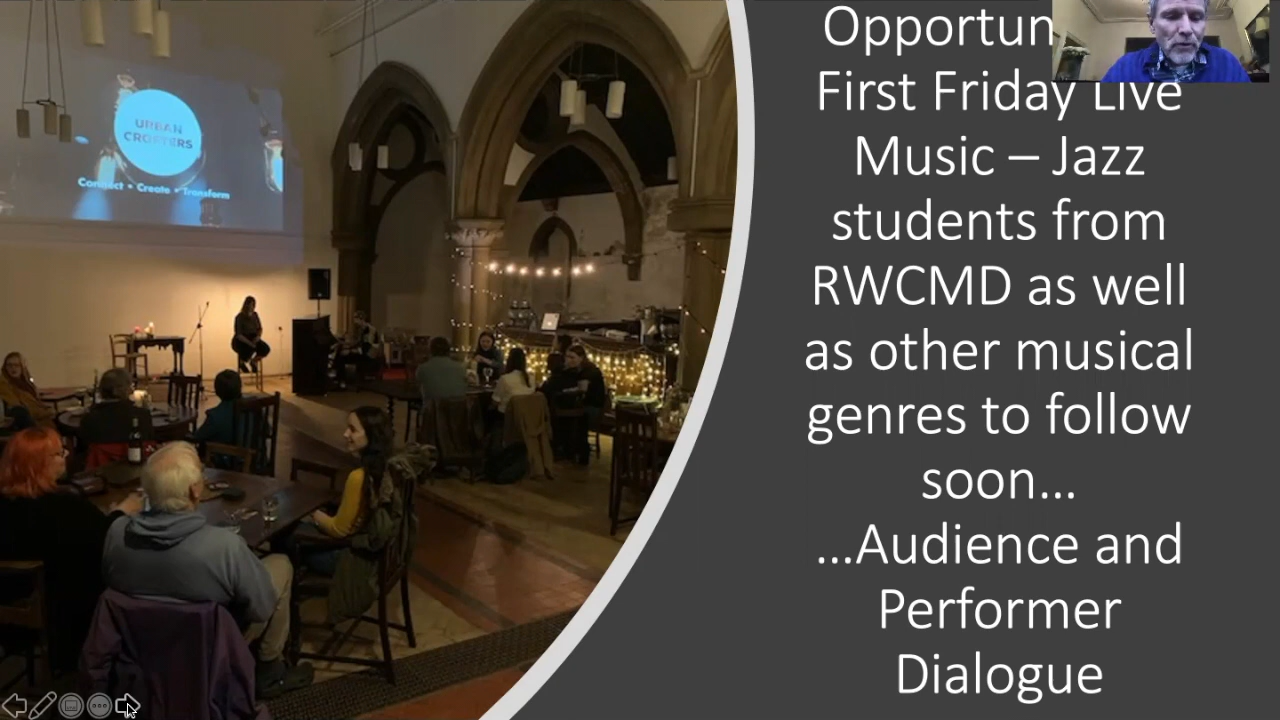 URBAN
CROFTERS
Connect • Create • Transform
Opportun
First Friday Live
Music – Jazz
students from
RWCMD as well
as other musical
genres to follow
soon…
…Audience and
Performer
Dialogue